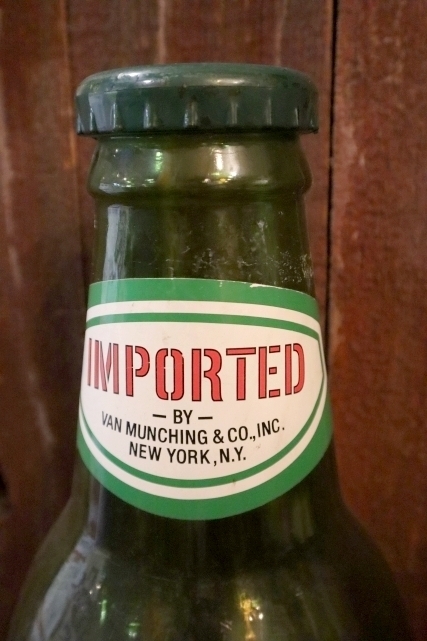 IMPORTED
— BY —
VAN MUNCHING & CO., INC.
NEW YORK, N.Y.